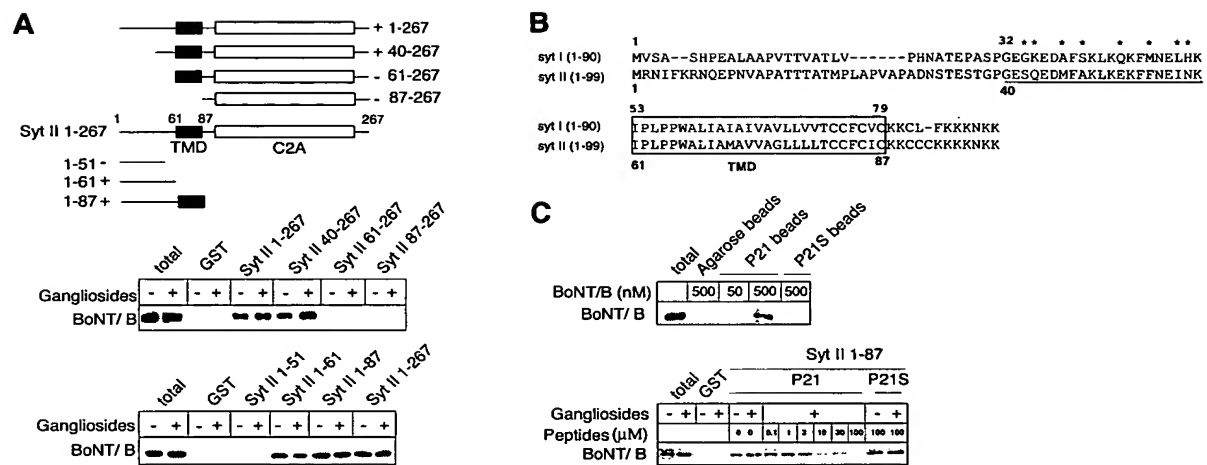 A
+ 1-267
+ 40-267
- 61-267
- 87-267
1 61 87 267
Syt II 1-267
TMD C2A
1-51 -
1-61 +
1-87 +
total GST Syt II 1-267 Syt II 40-267 Syt II 61-267 Syt II 87-267
Gangliosides - + - + - + - + - + - +
BoNT/ B
total GST Syt II 1-51 Syt II 1-61 Syt II 1-87 Syt II 1-267
Gangliosides - + - + - + - + - + - +
BoNT/ B
B
1 32 ** * * * * **
syt I (1-90) MVSA--SHPEALAAPVTTVATLV------PHNATEPASPGEGKEDAFSKLKQKFMNELHK
syt II (1-99) MRNIFKRNQEPNVAPATTTATMPLAPVAPADNSTESTGPGESQEDMFAKLKEKFFNEINK
1 40
53 79
syt I (1-90) IPLPPWALIAIAIVAVLLVVTCCFCVCKKCL-FKKKNKK
syt II (1-99) IPLPPWALIAMAVVAGLLLLTCCFCICKKCCCKKKKNKK
61 TMD 87
C
total Agarose beads P21 beads P21S beads
BoNT/B (nM) 500 50 500 500
BoNT/ B
Syt II 1-87
total GST P21 P21S
Gangliosides - + - + - + + - +
Peptides (μM) 0 0 0.1 1 3 10 30 100 100 100
BoNT/ B